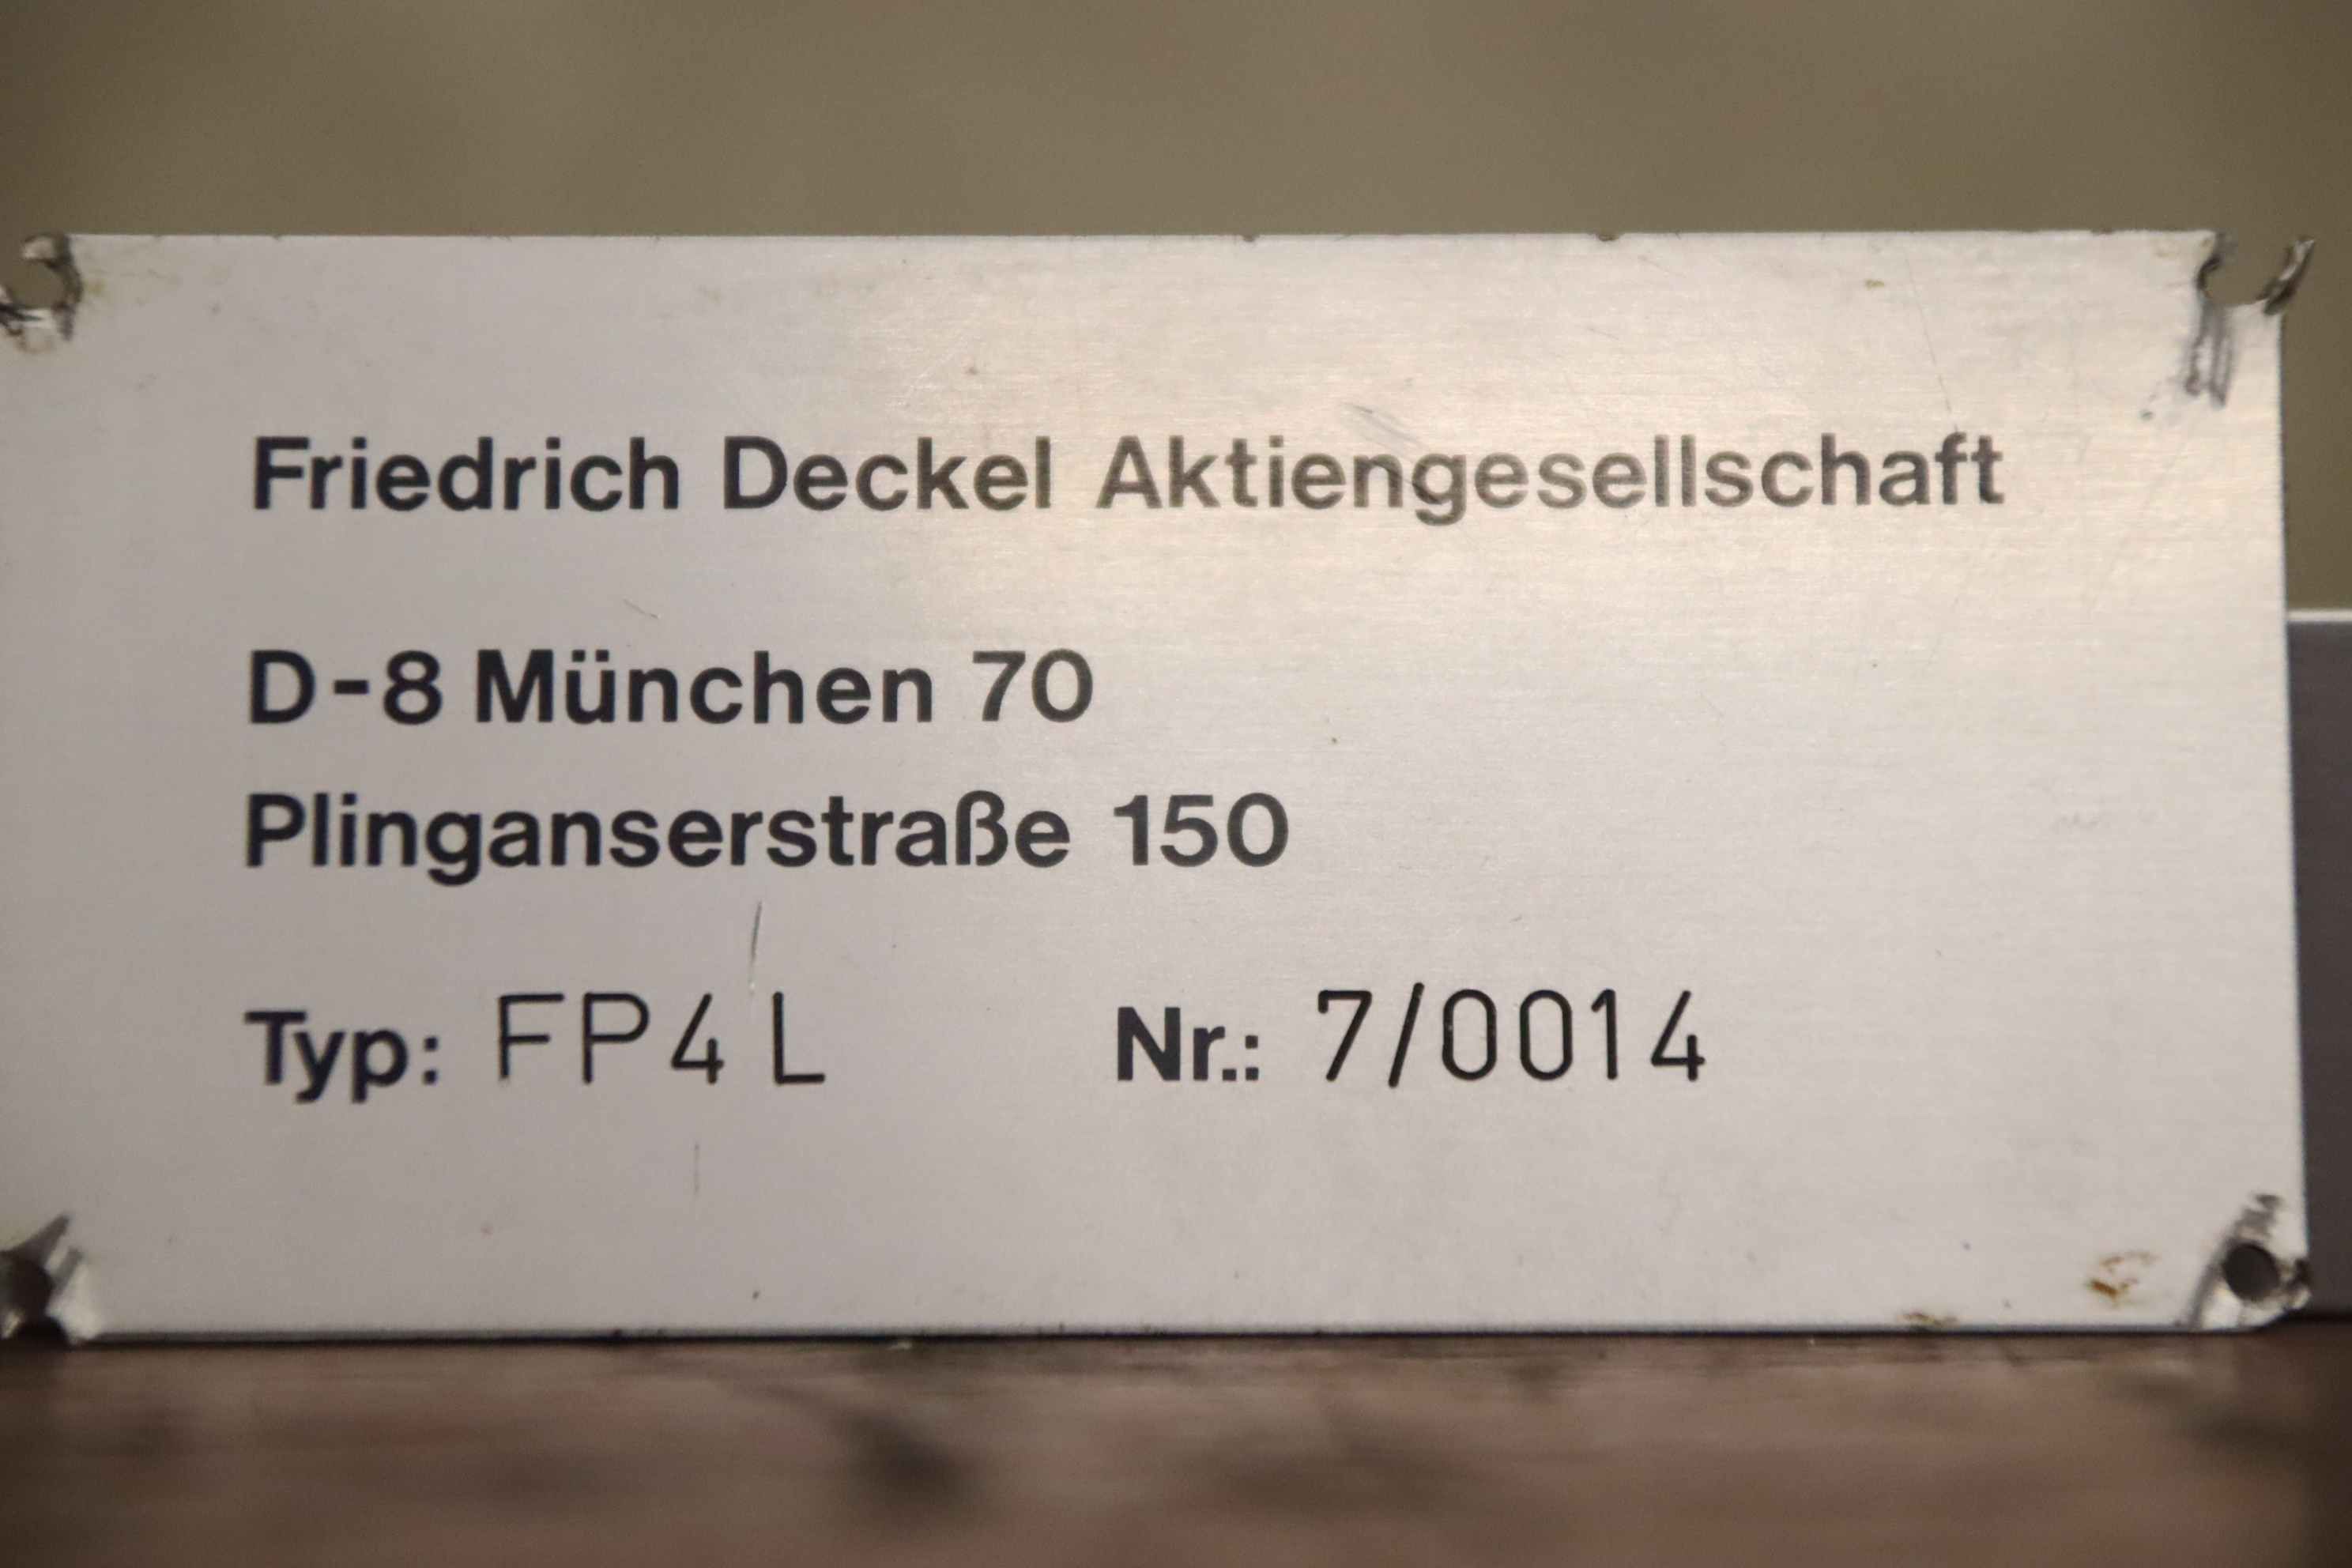 Friedrich Deckel Aktiengesellschaft
D-8 München 70
Plinganserstraße 150
Typ: FP4L Nr.: 7/0014